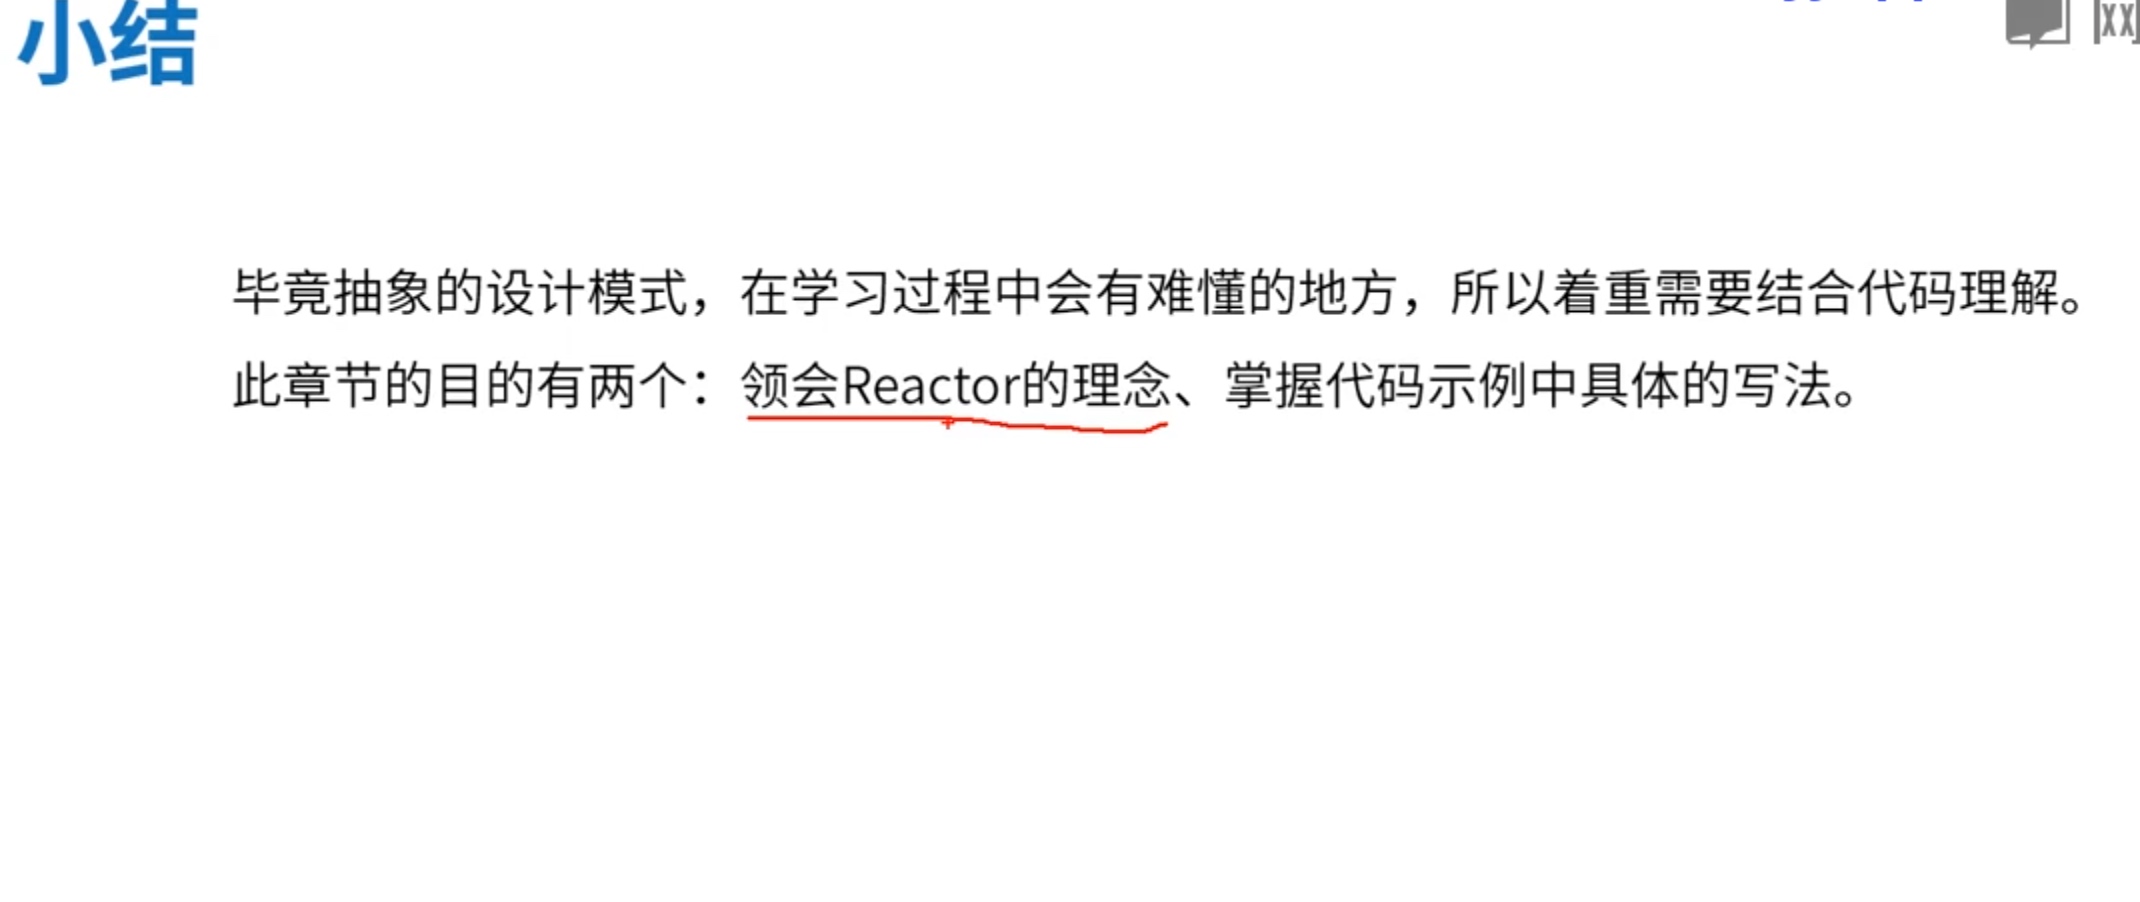 小结
毕竟抽象的设计模式，在学习过程中会有难懂的地方，所以着重需要结合代码理解。
此章节的目的有两个：领会Reactor的理念、掌握代码示例中具体的写法。